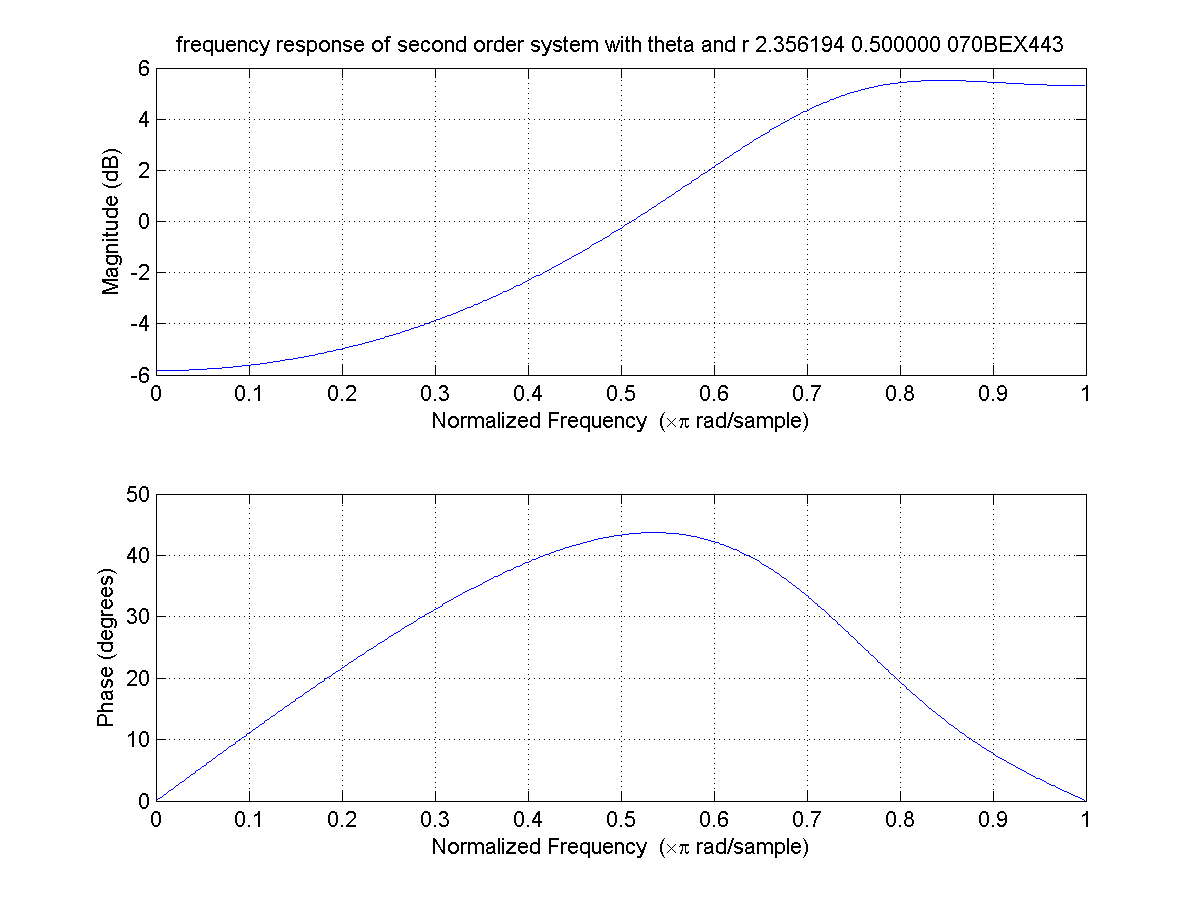 frequency response of second order system with theta and r 2.356194 0.500000 070BEX443
6
4
2
0
-2
-4
-6
Magnitude (dB)
0 0.1 0.2 0.3 0.4 0.5 0.6 0.7 0.8 0.9 1
Normalized Frequency (×π rad/sample)
50
40
30
20
10
0
Phase (degrees)
0 0.1 0.2 0.3 0.4 0.5 0.6 0.7 0.8 0.9 1
Normalized Frequency (×π rad/sample)